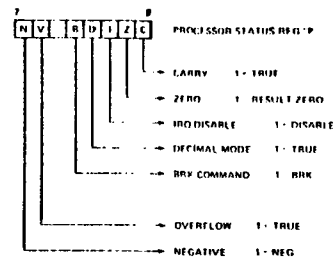 7 0
N V B D I Z C PROCESSOR STATUS REG "P"
CARRY 1 = TRUE
ZERO 1 = RESULT ZERO
IRQ DISABLE 1 = DISABLE
DECIMAL MODE 1 = TRUE
BRK COMMAND 1 = BRK
OVERFLOW 1 = TRUE
NEGATIVE 1 = NEG